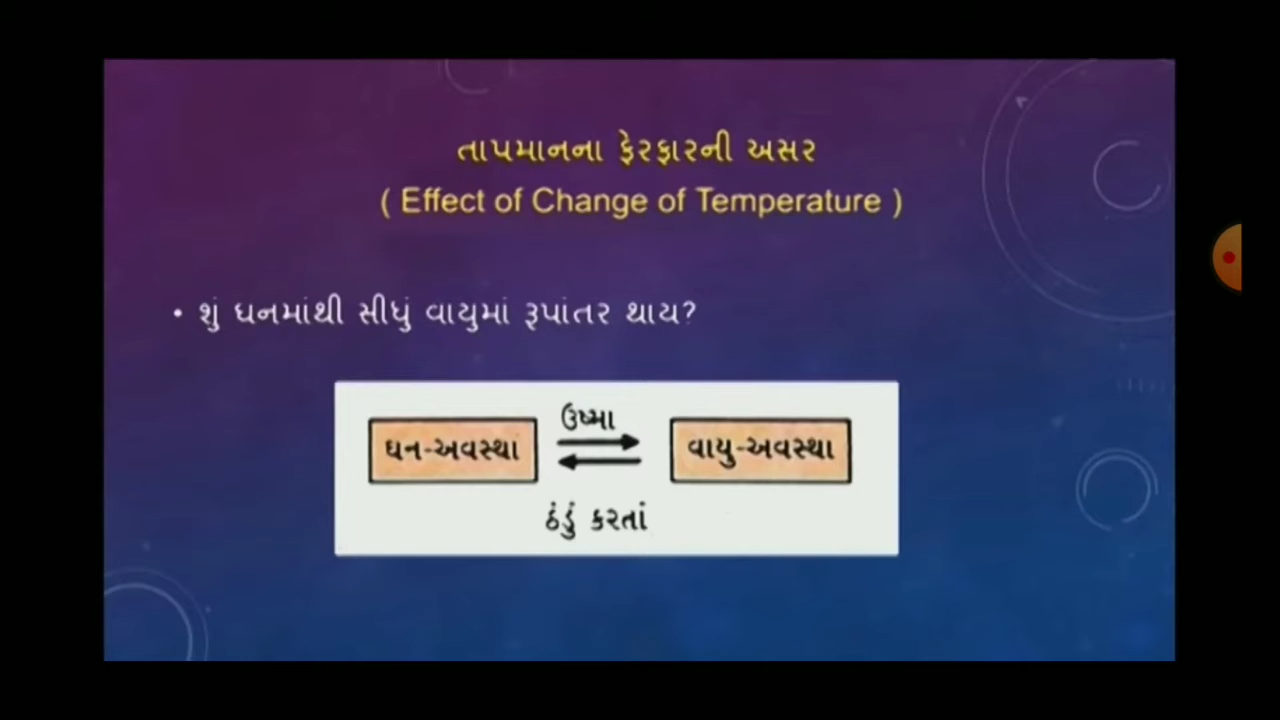 તાપમાનના ફેરફારની અસર
( Effect of Change of Temperature )
• શું ઘનમાંથી સીધું વાયુમાં રૂપાંતર થાય?
ઉષ્મા
ઘન-અવસ્થા વાયુ-અવસ્થા
ઠંડું કરતાં